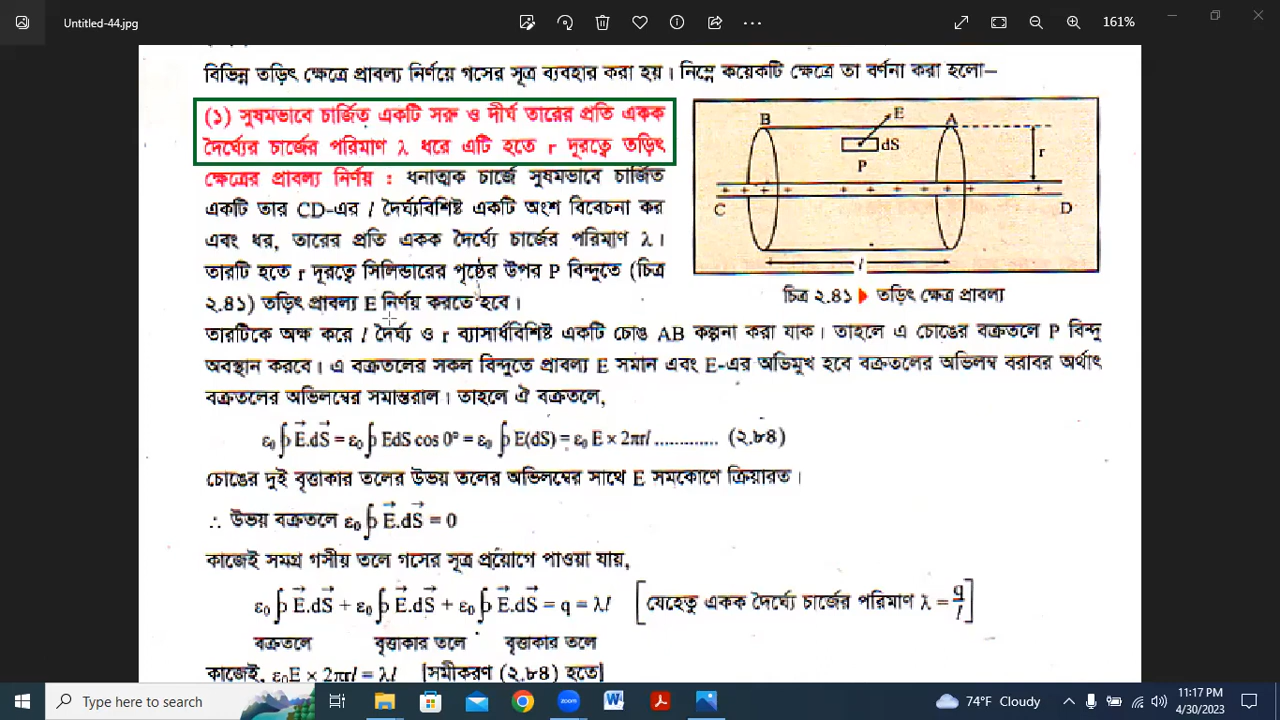 Untitled-44.jpg
161%
বিভিন্ন তড়িৎ ক্ষেত্রে প্রাবল্য নির্ণয়ে গসের সূত্র ব্যবহার করা হয়। নিম্নে কয়েকটি ক্ষেত্রে তা বর্ণনা করা হলো–
(১) সুষমভাবে চার্জিত একটি সরু ও দীর্ঘ তারের প্রতি একক
দৈর্ঘ্যের চার্জের পরিমাণ λ ধরে এটি হতে r দূরত্বে তড়িৎ
ক্ষেত্রের প্রাবল্য নির্ণয় : ধনাত্মক চার্জে সুষমভাবে চার্জিত
একটি তার CD-এর l দৈর্ঘ্যবিশিষ্ট একটি অংশ বিবেচনা কর
এবং ধর, তারের প্রতি একক দৈর্ঘ্যে চার্জের পরিমাণ λ।
তারটি হতে r দূরত্বে সিলিন্ডারের পৃষ্ঠের উপর P বিন্দুতে (চিত্র
২.৪১) তড়িৎ প্রাবল্য E নির্ণয় করতে হবে।
B
A
E
dS
P
r
+ + + + + + + + + +
C
D
l
চিত্র ২.৪১ ▶ তড়িৎ ক্ষেত্র প্রাবল্য
তারটিকে অক্ষ করে l দৈর্ঘ্য ও r ব্যাসার্ধবিশিষ্ট একটি চোঙ AB কল্পনা করা যাক। তাহলে এ চোঙের বক্রতলে P বিন্দু
অবস্থান করবে। এ বক্রতলের সকল বিন্দুতে প্রাবল্য E সমান এবং E-এর অভিমুখ হবে বক্রতলের অভিলম্ব বরাবর অর্থাৎ
বক্রতলের অভিলম্বের সমান্তরাল। তাহলে ঐ বক্রতলে,
ε₀∮E⃗.dS⃗ = ε₀∮EdS cos 0° = ε₀ ∮ E(dS) = ε₀ E × 2πrl ............. (২.৮৪)
চোঙের দুই বৃত্তাকার তলের উভয় তলের অভিলম্বের সাথে E সমকোণে ক্রিয়ারত।
∴ উভয় বক্রতলে ε₀∮E⃗.dS⃗ = 0
কাজেই সমগ্র গসীয় তলে গসের সূত্র প্রয়োগে পাওয়া যায়,
ε₀∮E⃗.dS⃗ + ε₀∮E⃗.dS⃗ + ε₀∮E⃗.dS⃗ = q = λl [যেহেতু একক দৈর্ঘ্যে চার্জের পরিমাণ λ = q/l]
বক্রতলে বৃত্তাকার তলে বৃত্তাকার তলে
কাজেই, ε₀E × 2πrl = λl [সমীকরণ (২.৮৪) হতে]
Type here to search
zoom
W
74°F Cloudy
11:17 PM
4/30/2023